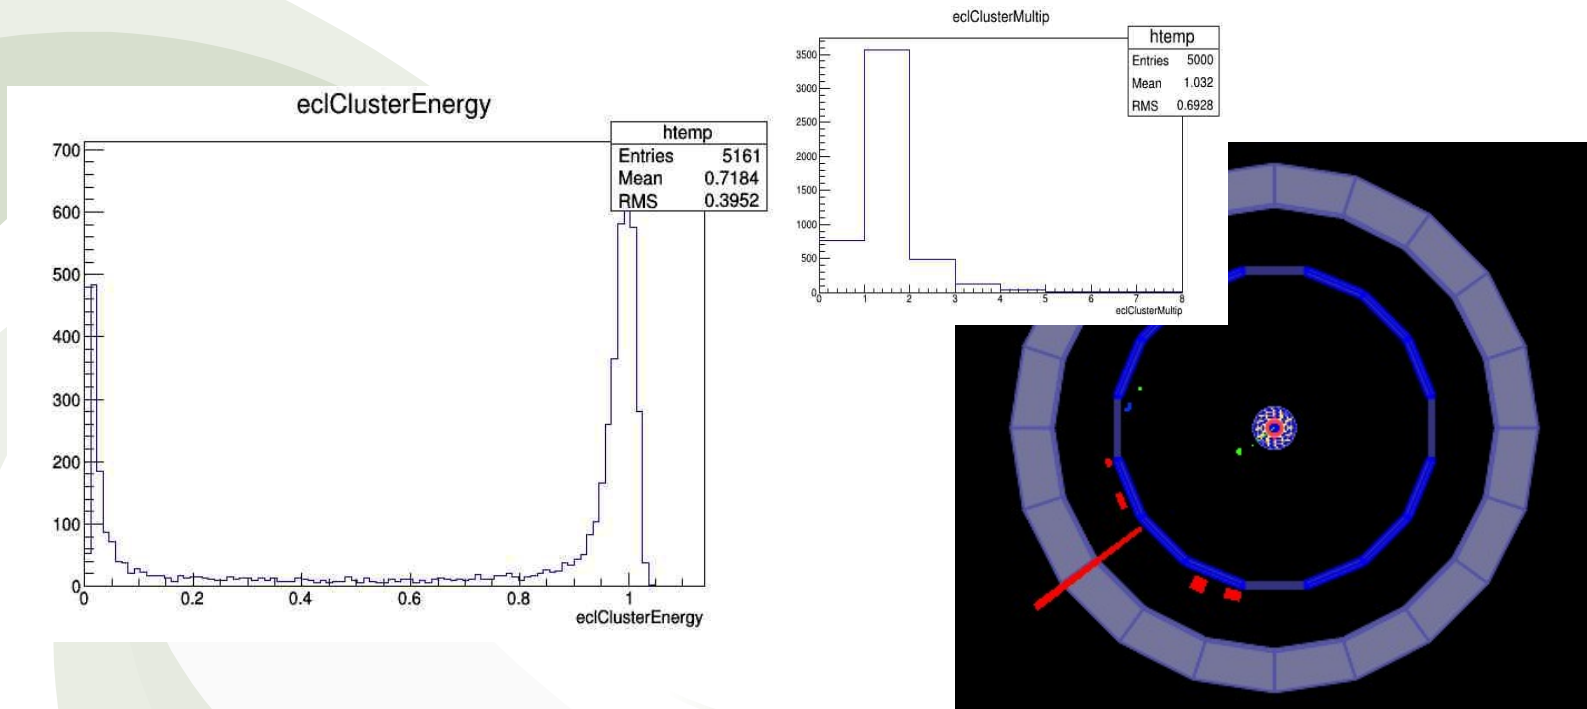 eclClusterEnergy
htemp
Entries 5161
Mean 0.7184
RMS 0.3952
700
600
500
400
300
200
100
0
0 0.2 0.4 0.6 0.8 1
eclClusterEnergy
eclClusterMultip
htemp
Entries 5000
Mean 1.032
RMS 0.6928
3500
3000
2500
2000
1500
1000
500
0
0 1 2 3 4 5 6 7 8
eclClusterMultip